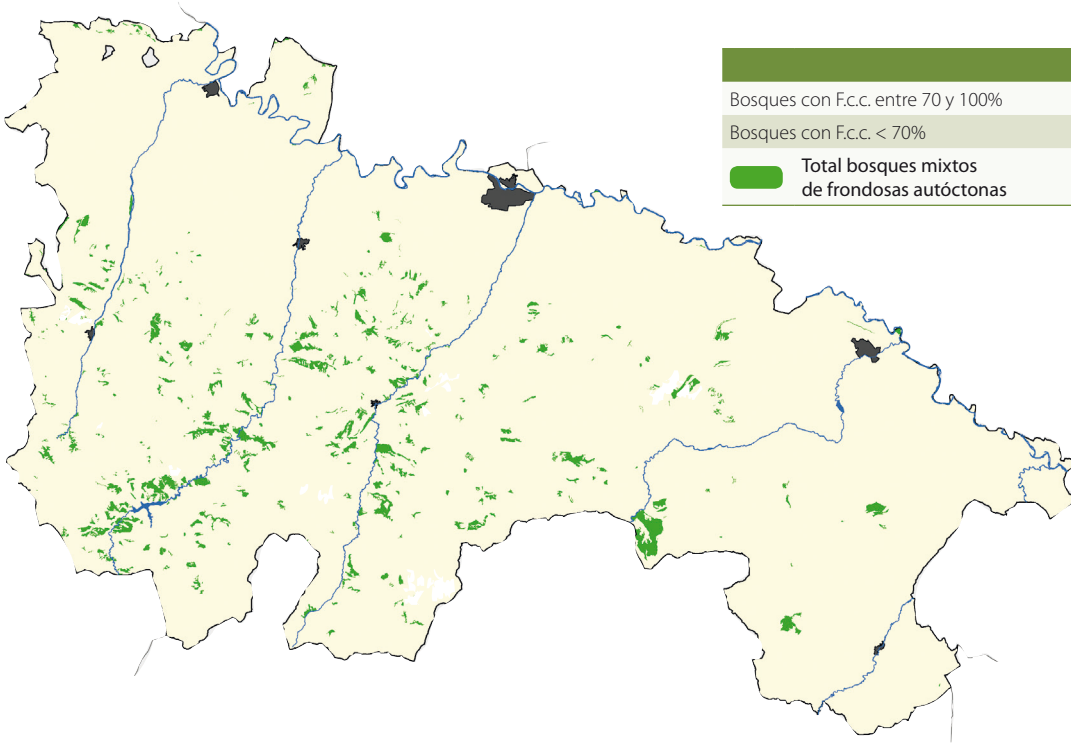 Bosques con F.c.c. entre 70 y 100%
Bosques con F.c.c. < 70%
Total bosques mixtos
de frondosas autóctonas